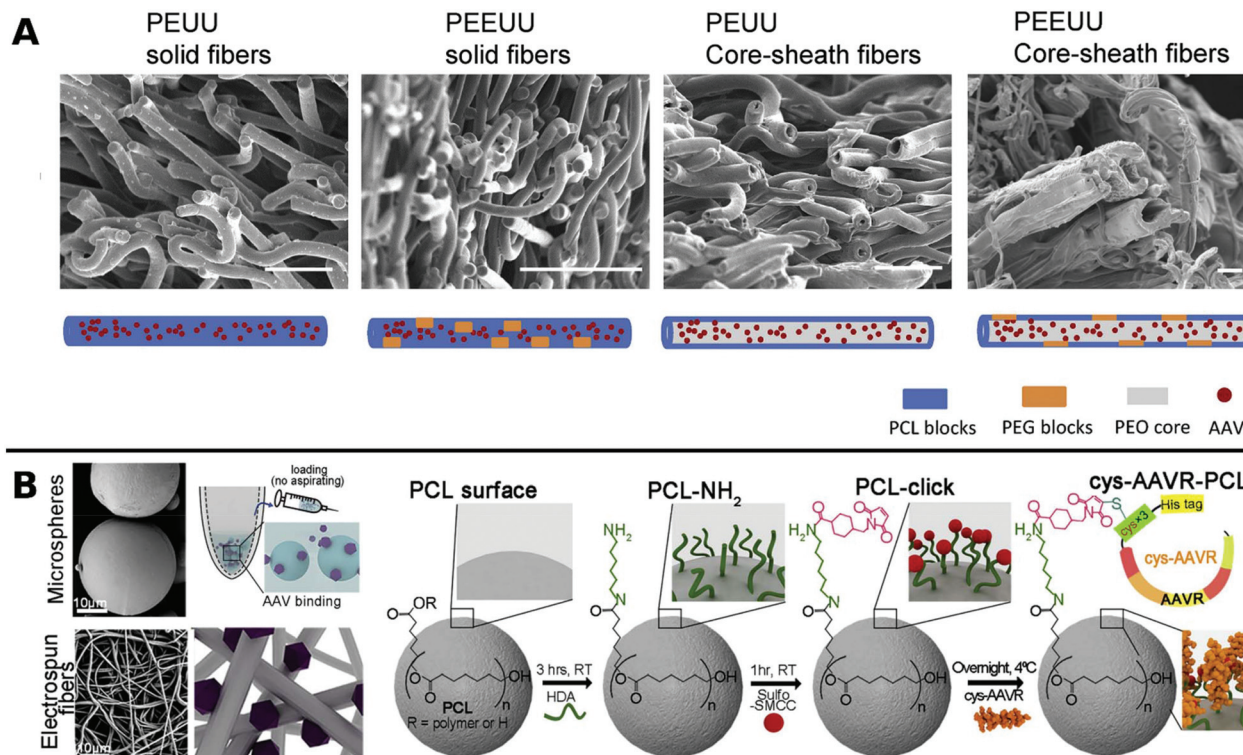 A
PEUU
solid fibers
PEEUU
solid fibers
PEUU
Core-sheath fibers
PEEUU
Core-sheath fibers
PCL blocks
PEG blocks
PEO core
AAV
B
Microspheres
10µm
loading
(no aspirating)
AAV binding
Electrospun
fibers
10µm
PCL surface
OR
O
O
O
PCL
OH
n
R = polymer or H
3 hrs, RT
HDA
PCL-NH₂
NH₂
N
O
O
O
OH
n
1hr, RT
Sulfo
-SMCC
PCL-click
O
N
O
O
HN
N
O
O
O
OH
n
Overnight, 4ºC
cys-AAVR
cys-AAVR-PCL
O
N
O
O
S
HN
N
O
O
O
OH
n
cys×3
His tag
cys-AAVR
AAVR